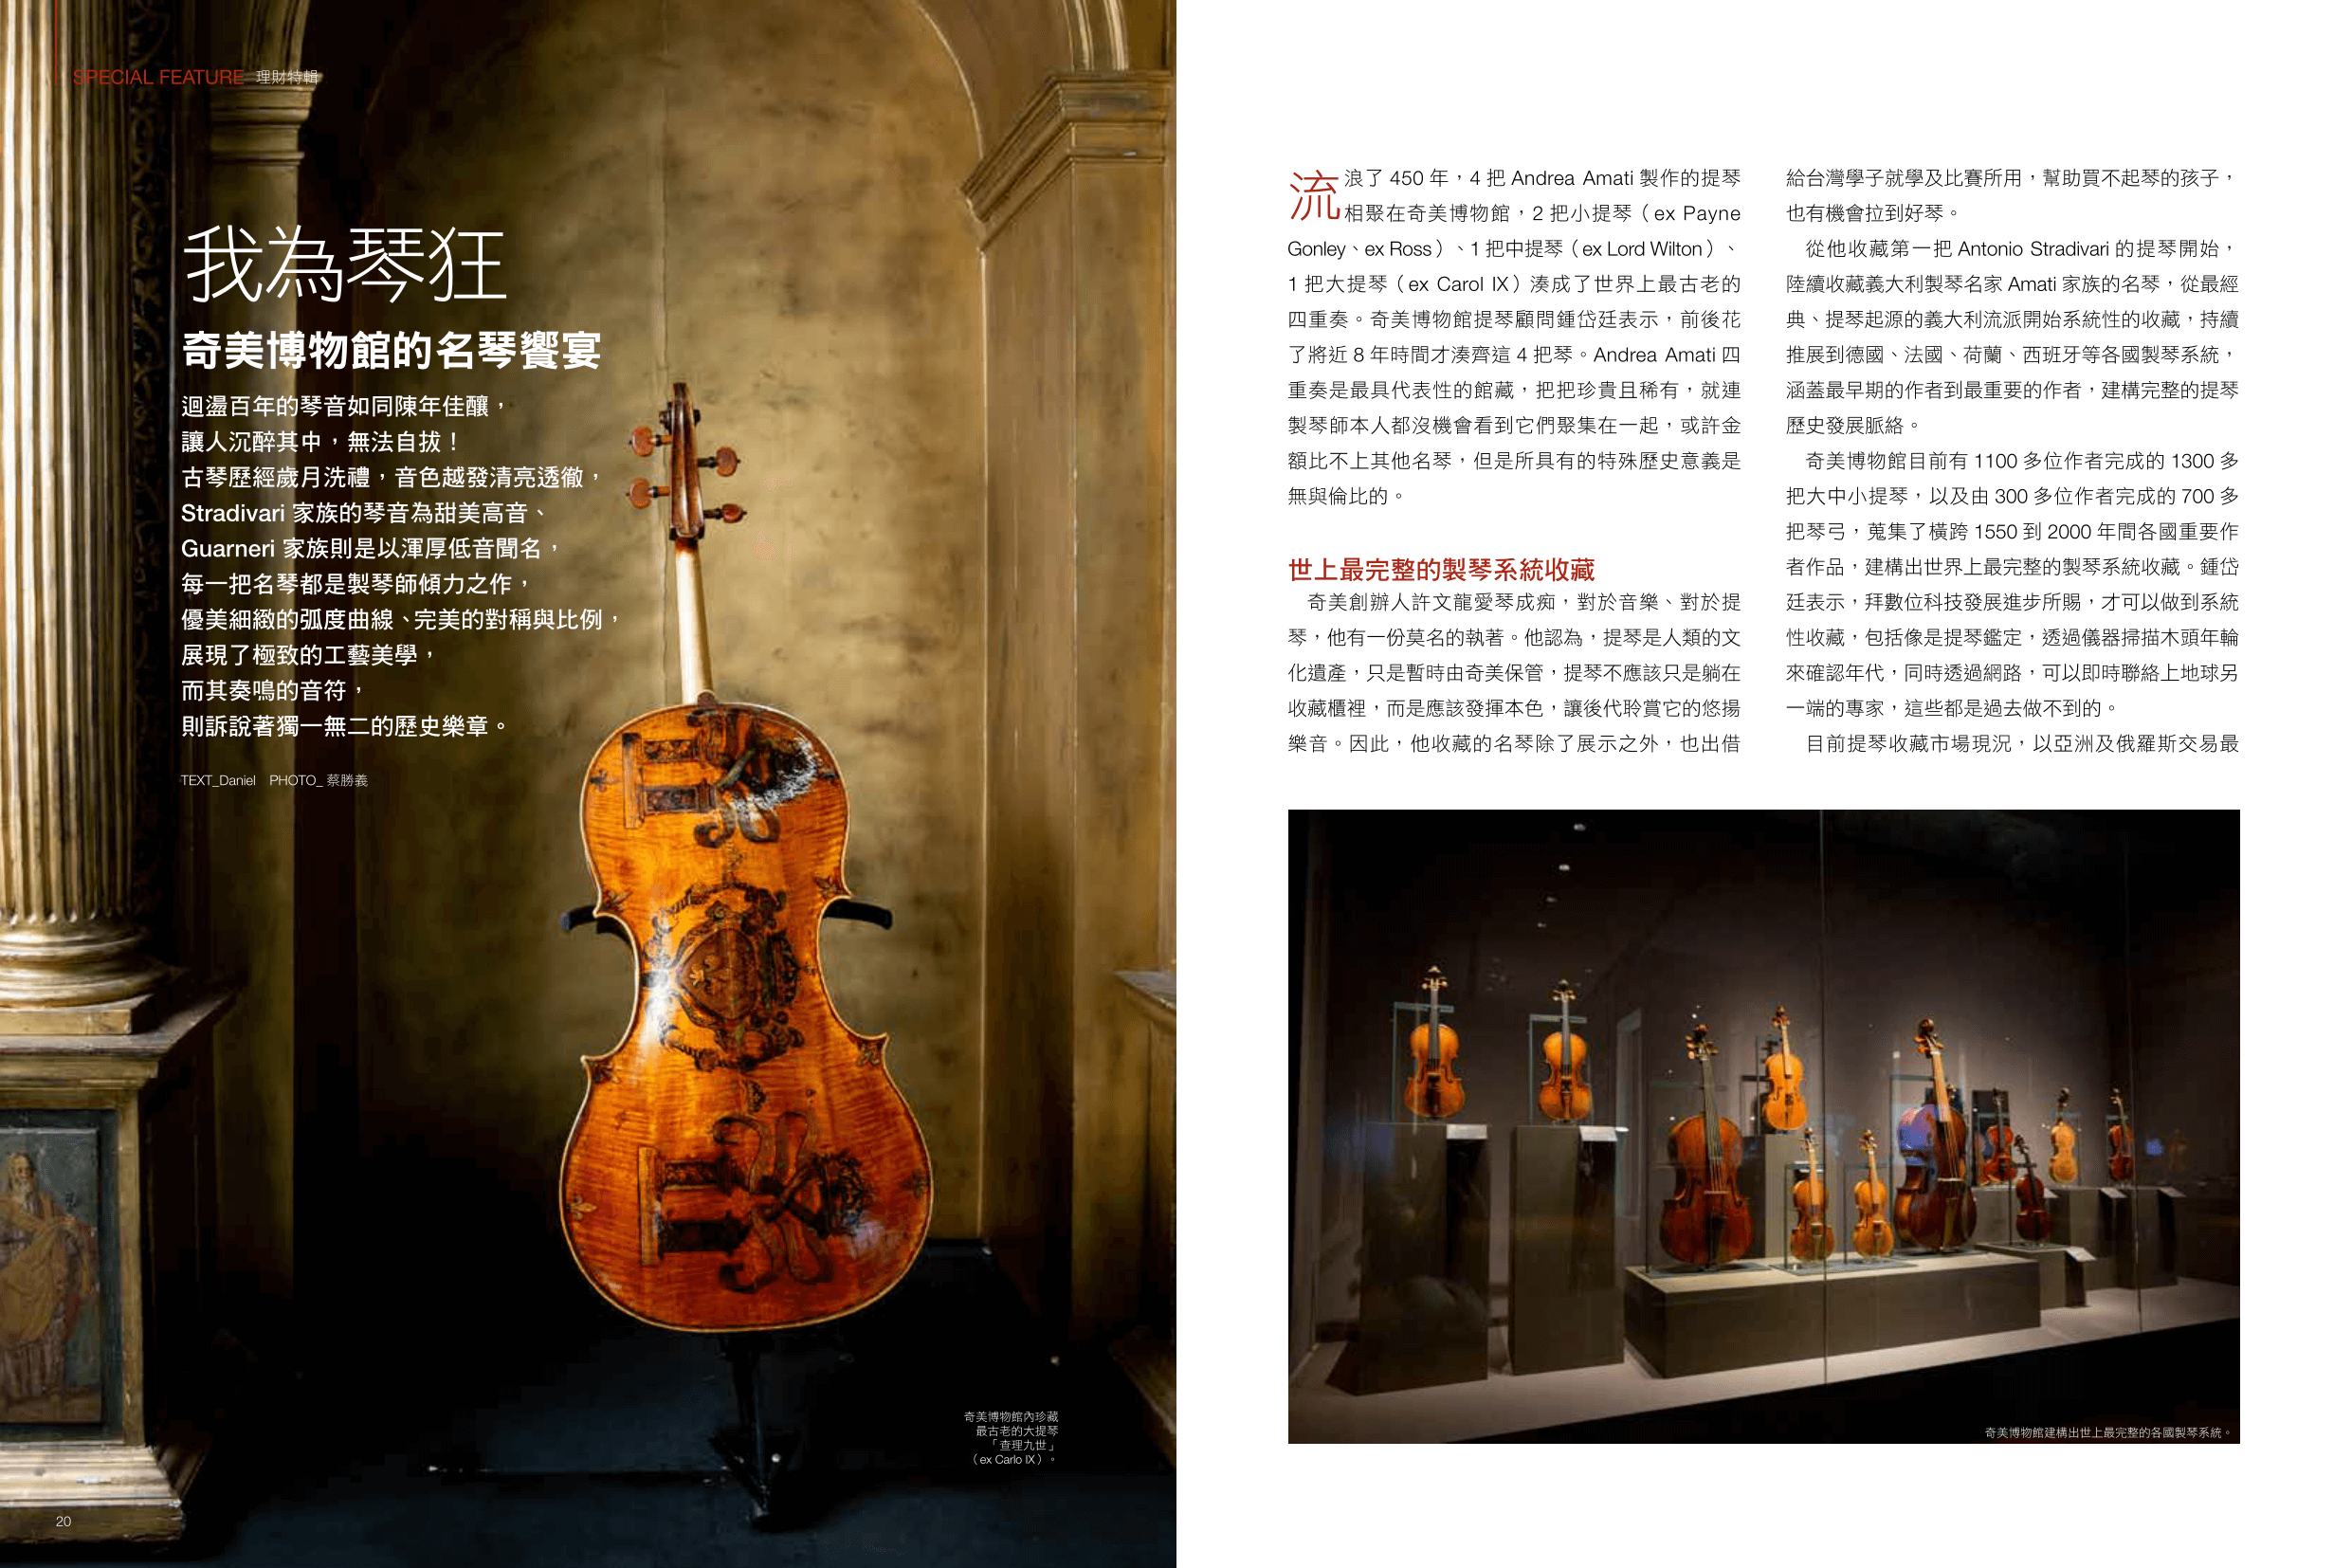 SPECIAL FEATURE 理財特輯
我為琴狂
奇美博物館的名琴饗宴
迴盪百年的琴音如同陳年佳釀，
讓人沉醉其中，無法自拔！
古琴歷經歲月洗禮，音色越發清亮透徹，
Stradivari 家族的琴音為甜美高音、
Guarneri 家族則是以渾厚低音聞名，
每一把名琴都是製琴師傾力之作，
優美細緻的弧度曲線、完美的對稱與比例，
展現了極致的工藝美學，
而其奏鳴的音符，
則訴說著獨一無二的歷史樂章。
TEXT_Daniel PHOTO_ 蔡勝義
奇美博物館內珍藏
最古老的大提琴
「查理九世」
（ex Carlo IX）。
20
流浪了 450 年，4 把 Andrea Amati 製作的提琴
相聚在奇美博物館，2 把小提琴（ex Payne
Gonley、ex Ross）、1 把中提琴（ex Lord Wilton）、
1 把大提琴（ex Carol IX）湊成了世界上最古老的
四重奏。奇美博物館提琴顧問鍾岱廷表示，前後花
了將近 8 年時間才湊齊這 4 把琴。Andrea Amati 四
重奏是最具代表性的館藏，把把珍貴且稀有，就連
製琴師本人都沒機會看到它們聚集在一起，或許金
額比不上其他名琴，但是所具有的特殊歷史意義是
無與倫比的。
世上最完整的製琴系統收藏
奇美創辦人許文龍愛琴成痴，對於音樂、對於提
琴，他有一份莫名的執著。他認為，提琴是人類的文
化遺產，只是暫時由奇美保管，提琴不應該只是躺在
收藏櫃裡，而是應該發揮本色，讓後代聆賞它的悠揚
樂音。因此，他收藏的名琴除了展示之外，也出借
給台灣學子就學及比賽所用，幫助買不起琴的孩子，
也有機會拉到好琴。
從他收藏第一把 Antonio Stradivari 的提琴開始，
陸續收藏義大利製琴名家 Amati 家族的名琴，從最經
典、提琴起源的義大利流派開始系統性的收藏，持續
推展到德國、法國、荷蘭、西班牙等各國製琴系統，
涵蓋最早期的作者到最重要的作者，建構完整的提琴
歷史發展脈絡。
奇美博物館目前有 1100 多位作者完成的 1300 多
把大中小提琴，以及由 300 多位作者完成的 700 多
把琴弓，蒐集了橫跨 1550 到 2000 年間各國重要作
者作品，建構出世界上最完整的製琴系統收藏。鍾岱
廷表示，拜數位科技發展進步所賜，才可以做到系統
性收藏，包括像是提琴鑑定，透過儀器掃描木頭年輪
來確認年代，同時透過網路，可以即時聯絡上地球另
一端的專家，這些都是過去做不到的。
目前提琴收藏市場現況，以亞洲及俄羅斯交易最
奇美博物館建構出世上最完整的各國製琴系統。